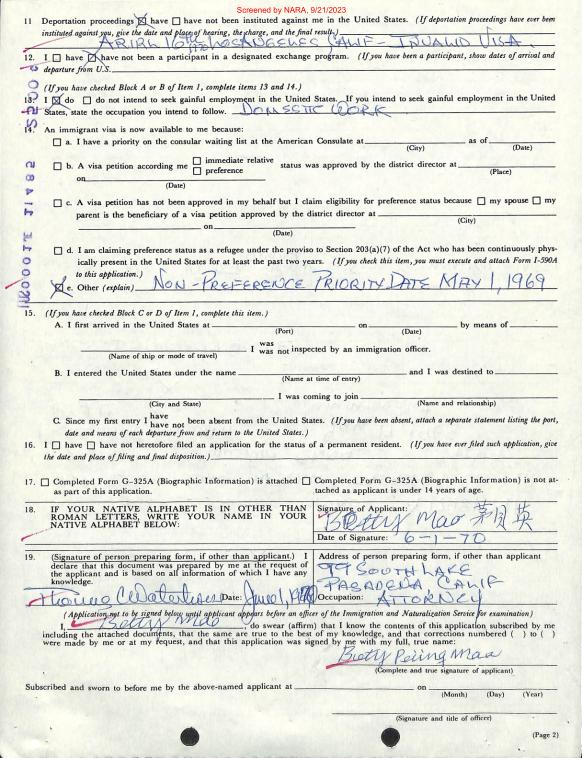 Screened by NARA, 9/21/2023
11 Deportation proceedings ☒ have ☐ have not been instituted against me in the United States. (If deportation proceedings have ever been
instituted against you, give the date and place of hearing, the charge, and the final result.)
LOS ANGELES CALIF - INVALID VISA
12. I ☐ have ☒ have not been a participant in a designated exchange program. (If you have been a participant, show dates of arrival and
departure from U.S.
(If you have checked Block A or B of Item 1, complete items 13 and 14.)
13. I ☒ do ☐ do not intend to seek gainful employment in the United States. If you intend to seek gainful employment in the United
States, state the occupation you intend to follow. DOMESTIC WORK
14. An immigrant visa is now available to me because:
☐ a. I have a priority on the consular waiting list at the American Consulate at as of
(City) (Date)
☐ b. A visa petition according me ☐ immediate relative ☐ preference status was approved by the district director at
(Place)
on
(Date)
☐ c. A visa petition has not been approved in my behalf but I claim eligibility for preference status because ☐ my spouse ☐ my
parent is the beneficiary of a visa petition approved by the district director at
(City)
on
(Date)
☐ d. I am claiming preference status as a refugee under the proviso to Section 203(a)(7) of the Act who has been continuously phys-
ically present in the United States for at least the past two years. (If you check this item, you must execute and attach Form I-590A
to this application.)
☒ e. Other (explain) NON-PREFERENCE PRIORITY DATE MAY 1, 1969
15. (If you have checked Block C or D of Item 1, complete this item.)
A. I first arrived in the United States at on by means of
(Port) (Date)
I was was not inspected by an immigration officer.
(Name of ship or mode of travel)
B. I entered the United States under the name and I was destined to
(Name at time of entry)
I was coming to join
(City and State) (Name and relationship)
C. Since my first entry I have have not been absent from the United States. (If you have been absent, attach a separate statement listing the port,
date and means of each departure from and return to the United States.)
16. I ☐ have ☐ have not heretofore filed an application for the status of a permanent resident. (If you have ever filed such application, give
the date and place of filing and final disposition.)
17. ☐ Completed Form G-325A (Biographic Information) is attached ☐ Completed Form G-325A (Biographic Information) is not at-
as part of this application. tached as applicant is under 14 years of age.
18. IF YOUR NATIVE ALPHABET IS IN OTHER THAN
ROMAN LETTERS, WRITE YOUR NAME IN YOUR
NATIVE ALPHABET BELOW:
Signature of Applicant:
Betty Mao
Date of Signature: 6-1-70
19. (Signature of person preparing form, if other than applicant.) I
declare that this document was prepared by me at the request of
the applicant and is based on all information of which I have any
knowledge.
Date: June 1, 1970
Address of person preparing form, if other than applicant
99 SOUTH LAKE
PASADENA CALIF
Occupation: ATTORNEY
(Application not to be signed below until applicant appears before an officer of the Immigration and Naturalization Service for examination)
I, Betty Mao, do swear (affirm) that I know the contents of this application subscribed by me
including the attached documents, that the same are true to the best of my knowledge, and that corrections numbered ( ) to ( )
were made by me or at my request, and that this application was signed by me with my full, true name:
Betty Peiing Mao
(Complete and true signature of applicant)
Subscribed and sworn to before me by the above-named applicant at on
(Month) (Day) (Year)
(Signature and title of officer)
(Page 2)